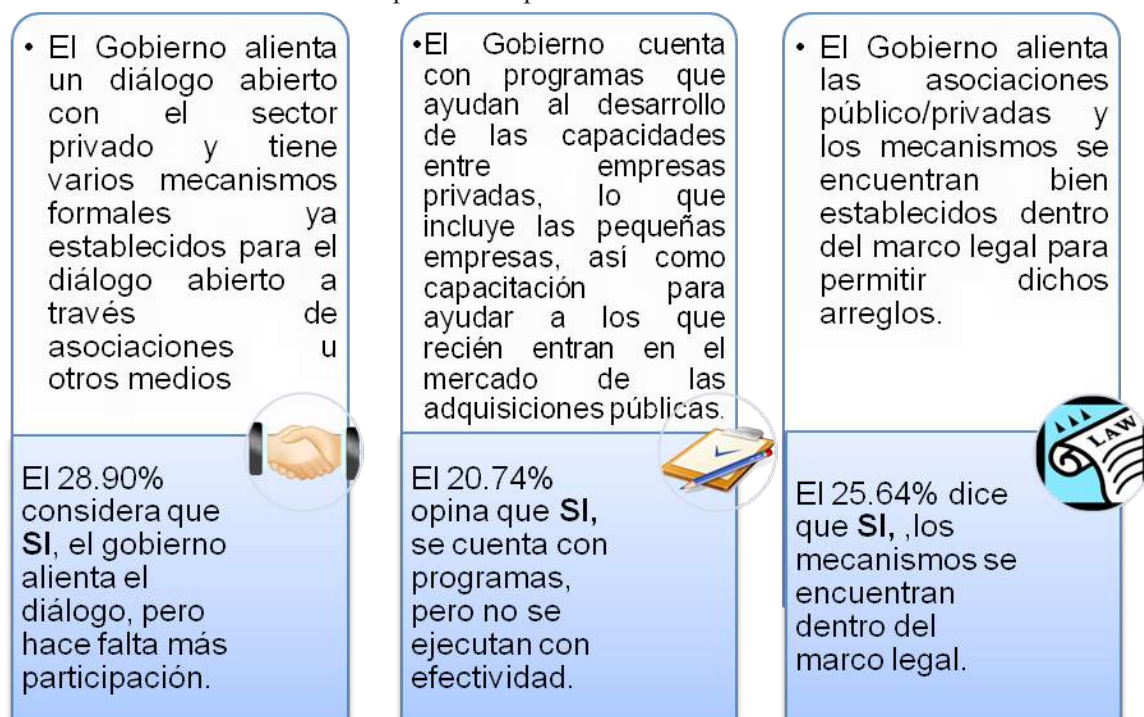 • El Gobierno alienta
un diálogo abierto
con el sector
privado y tiene
varios mecanismos
formales ya
establecidos para el
diálogo abierto a
través de
asociaciones u
otros medios
El 28.90%
considera que
SI, el gobierno
alienta el
diálogo, pero
hace falta más
participación.
•El Gobierno cuenta
con programas que
ayudan al desarrollo
de las capacidades
entre empresas
privadas, lo que
incluye las pequeñas
empresas, así como
capacitación para
ayudar a los que
recién entran en el
mercado de las
adquisiciones públicas.
El 20.74%
opina que SI,
se cuenta con
programas,
pero no se
ejecutan con
efectividad.
• El Gobierno alienta
las asociaciones
público/privadas y
los mecanismos se
encuentran bien
establecidos dentro
del marco legal para
permitir dichos
arreglos.
LAW
El 25.64% dice
que SI, ,los
mecanismos se
encuentran
dentro del
marco legal.